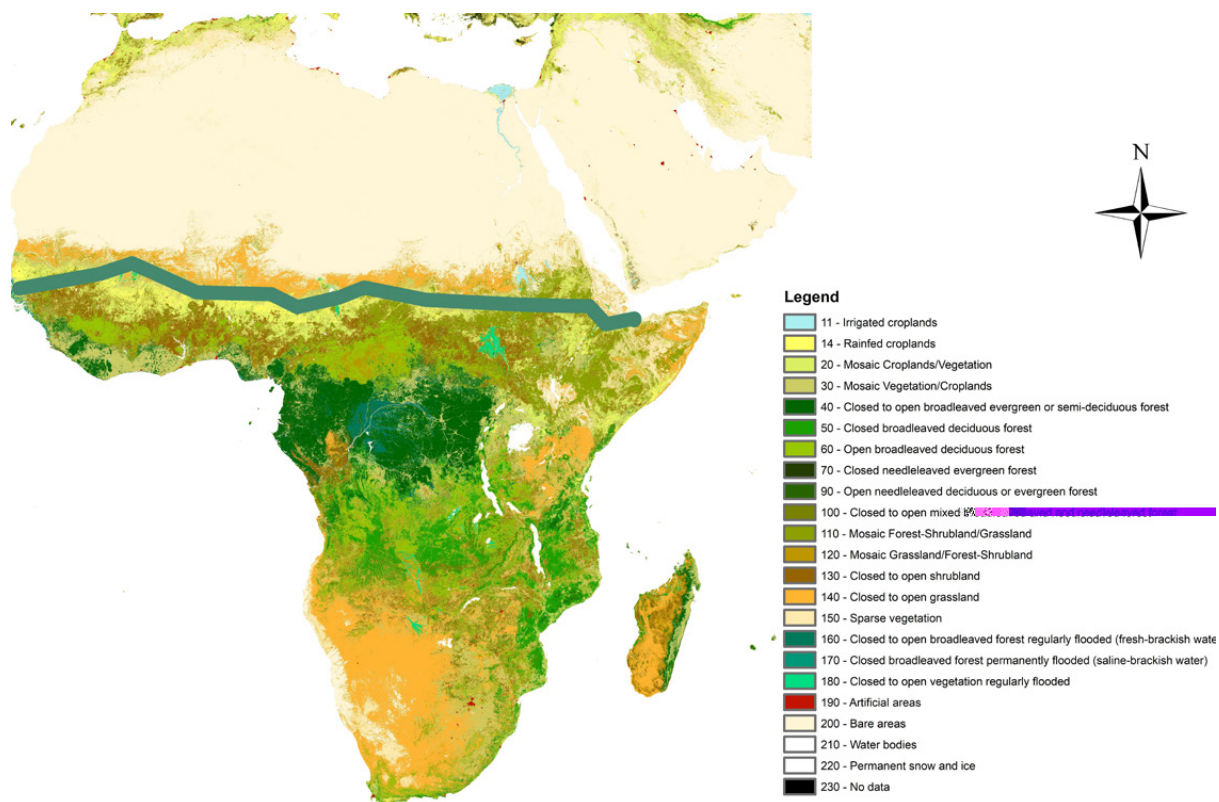 N
Legend
11 - Irrigated croplands
14 - Rainfed croplands
20 - Mosaic Croplands/Vegetation
30 - Mosaic Vegetation/Croplands
40 - Closed to open broadleaved evergreen or semi-deciduous forest
50 - Closed broadleaved deciduous forest
60 - Open broadleaved deciduous forest
70 - Closed needleleaved evergreen forest
90 - Open needleleaved deciduous or evergreen forest
100 - Closed to open mixed
110 - Mosaic Forest-Shrubland/Grassland
120 - Mosaic Grassland/Forest-Shrubland
130 - Closed to open shrubland
140 - Closed to open grassland
150 - Sparse vegetation
160 - Closed to open broadleaved forest regularly flooded (fresh-brackish wate
170 - Closed broadleaved forest permanently flooded (saline-brackish water)
180 - Closed to open vegetation regularly flooded
190 - Artificial areas
200 - Bare areas
210 - Water bodies
220 - Permanent snow and ice
230 - No data